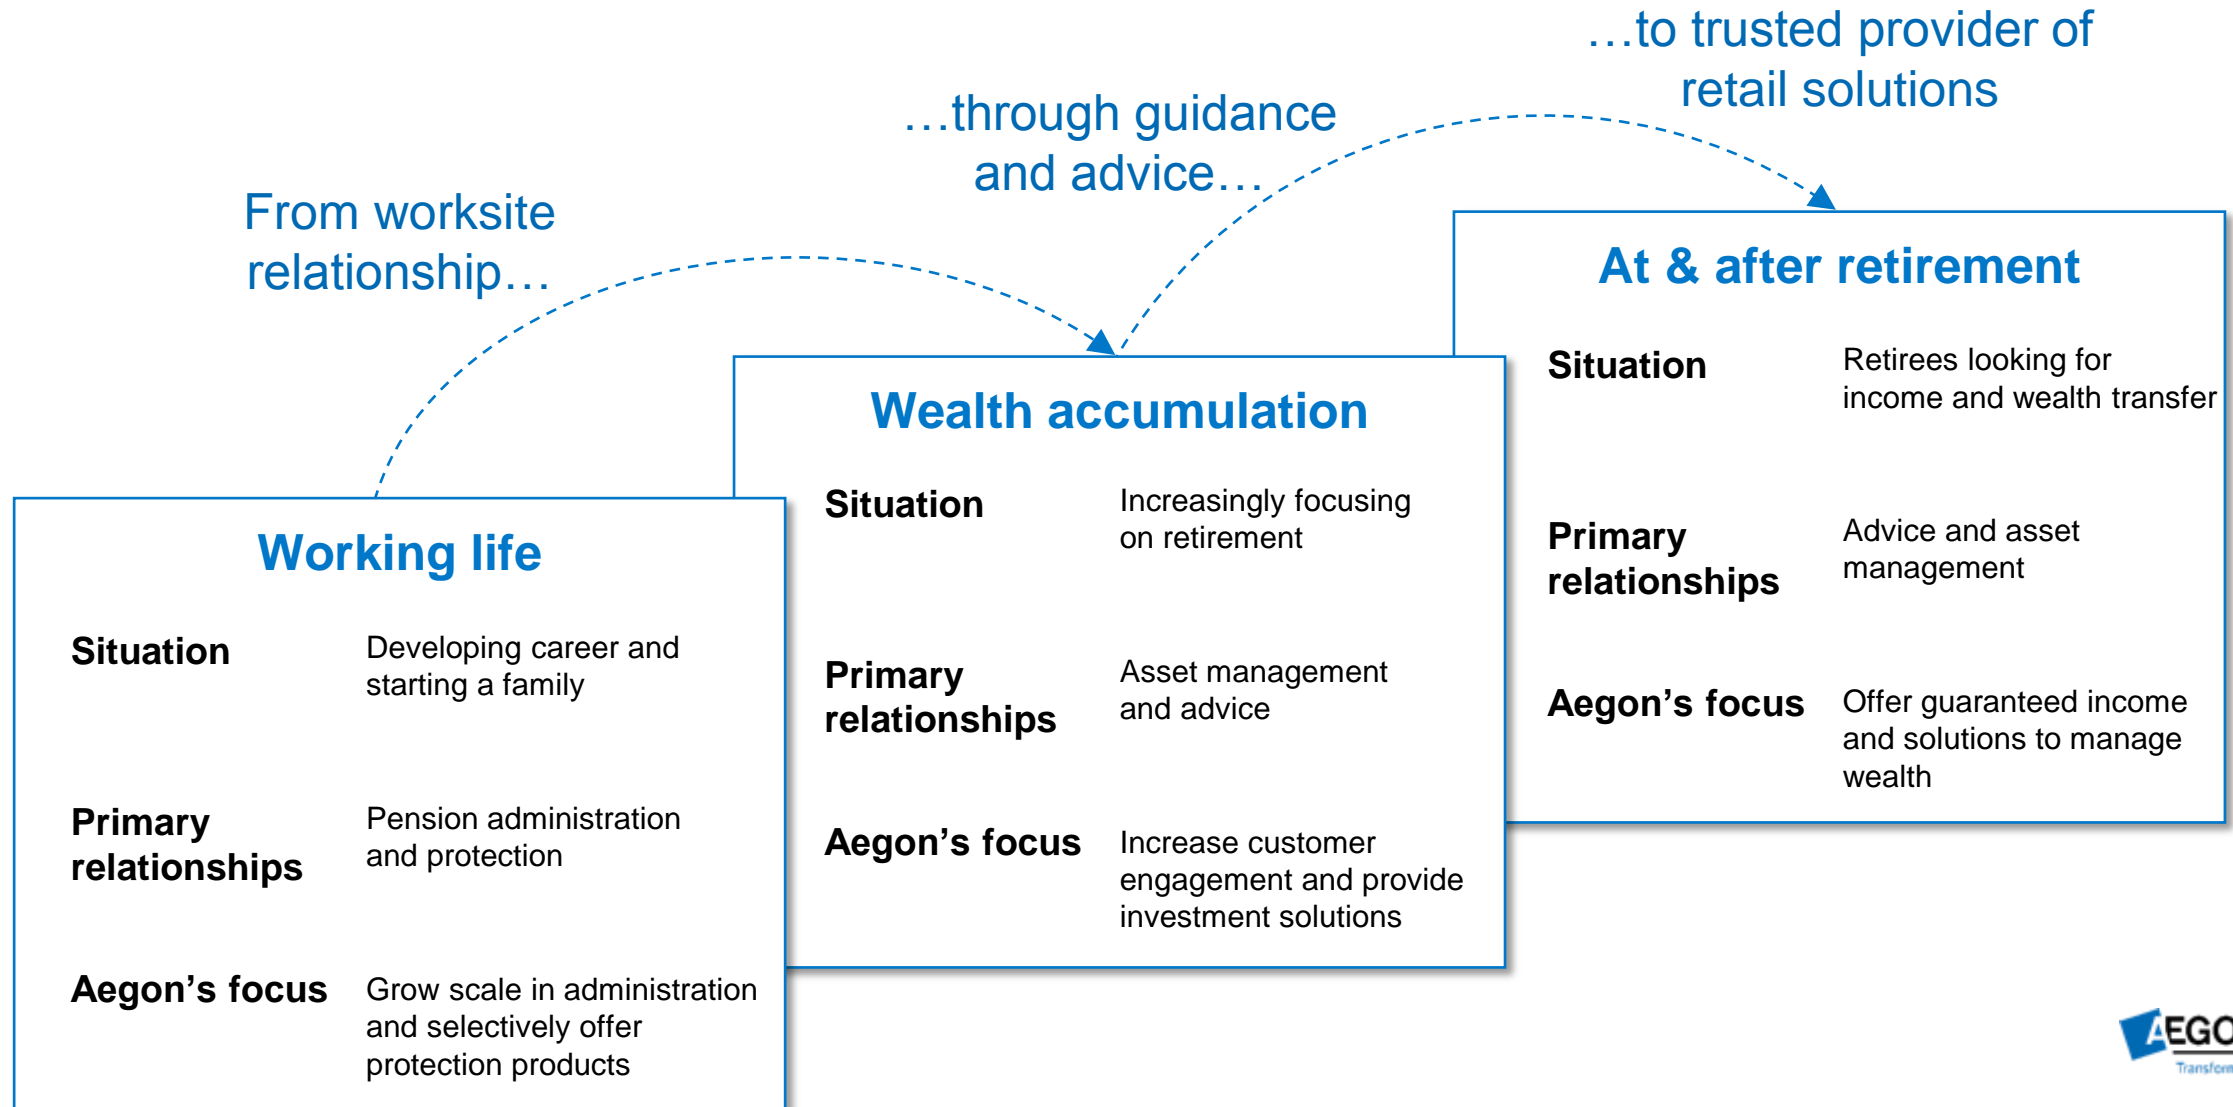 From worksite
relationship…
…through guidance
and advice…
…to trusted provider of
retail solutions
Working life
Situation
Developing career and
starting a family
Primary
relationships
Pension administration
and protection
Aegon’s focus
Grow scale in administration
and selectively offer
protection products
Wealth accumulation
Situation
Increasingly focusing
on retirement
Primary
relationships
Asset management
and advice
Aegon’s focus
Increase customer
engagement and provide
investment solutions
At & after retirement
Situation
Retirees looking for
income and wealth transfer
Primary
relationships
Advice and asset
management
Aegon’s focus
Offer guaranteed income
and solutions to manage
wealth